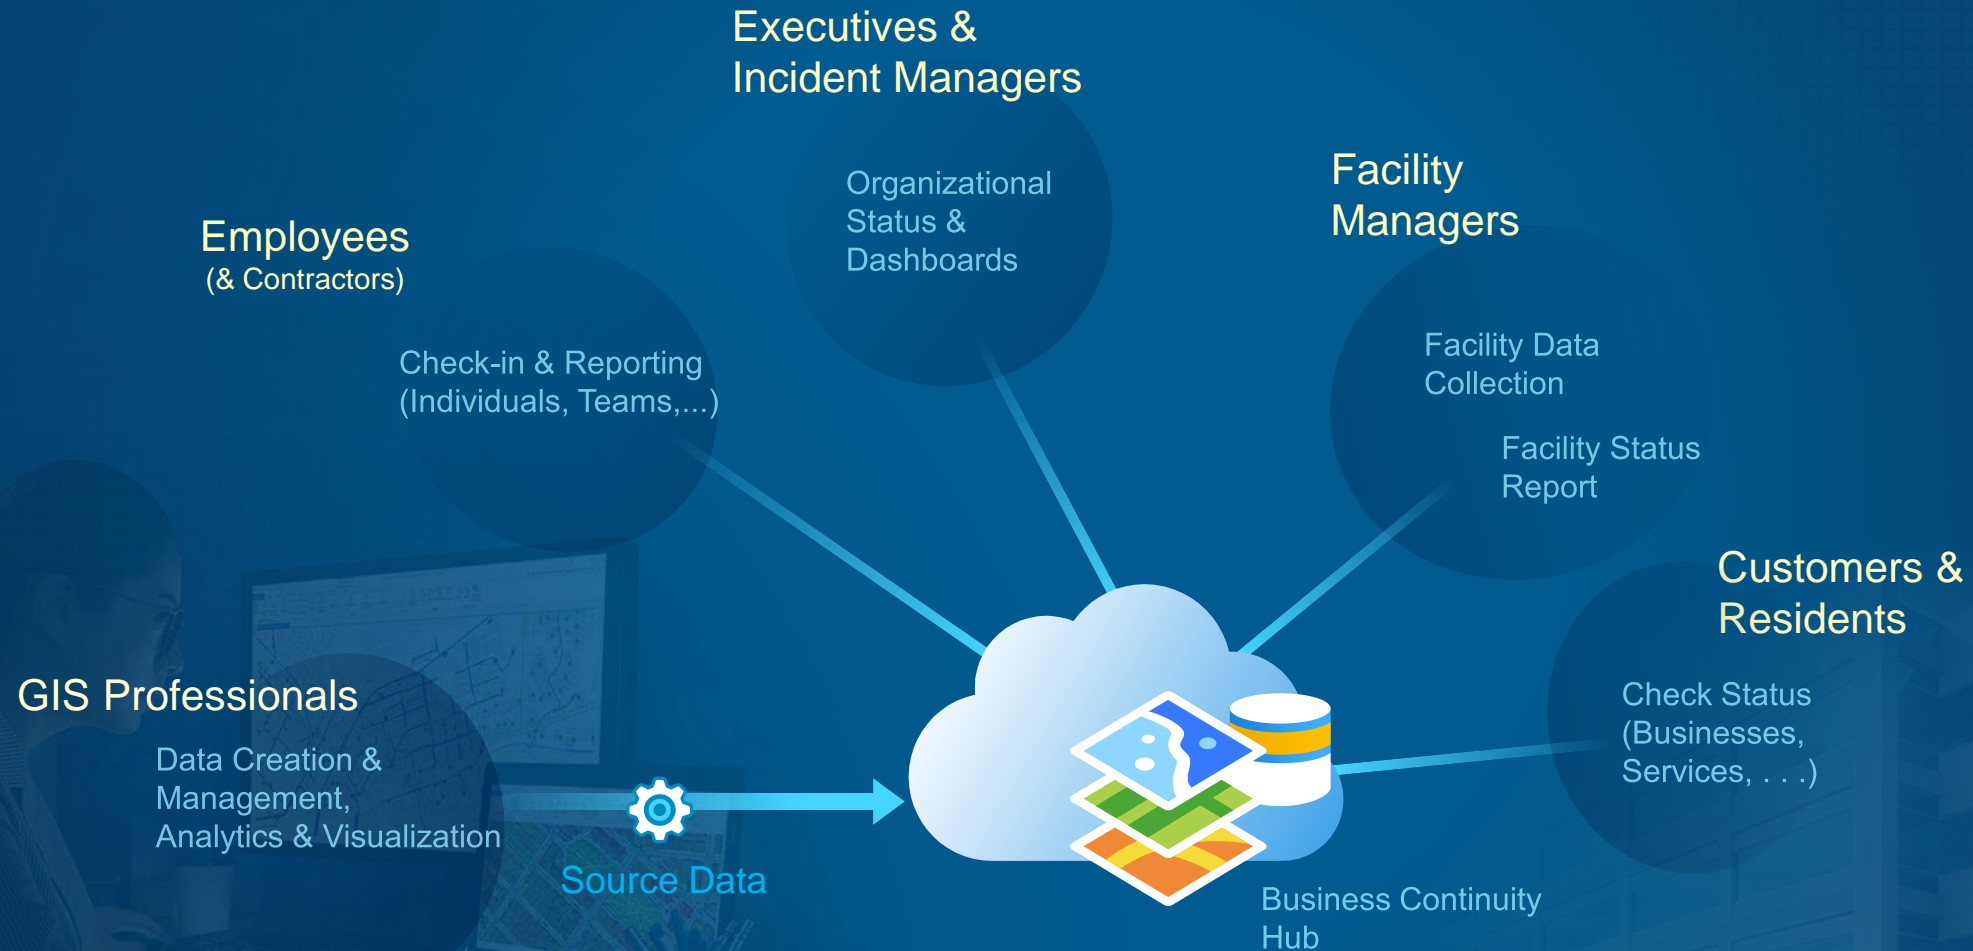 Executives &
Incident Managers
Organizational
Status &
Dashboards
Facility
Managers
Facility Data
Collection
Facility Status
Report
Employees
(& Contractors)
Check-in & Reporting
(Individuals, Teams,...)
Customers &
Residents
Check Status
(Businesses,
Services, . . .)
GIS Professionals
Data Creation &
Management,
Analytics & Visualization
Source Data
Business Continuity
Hub